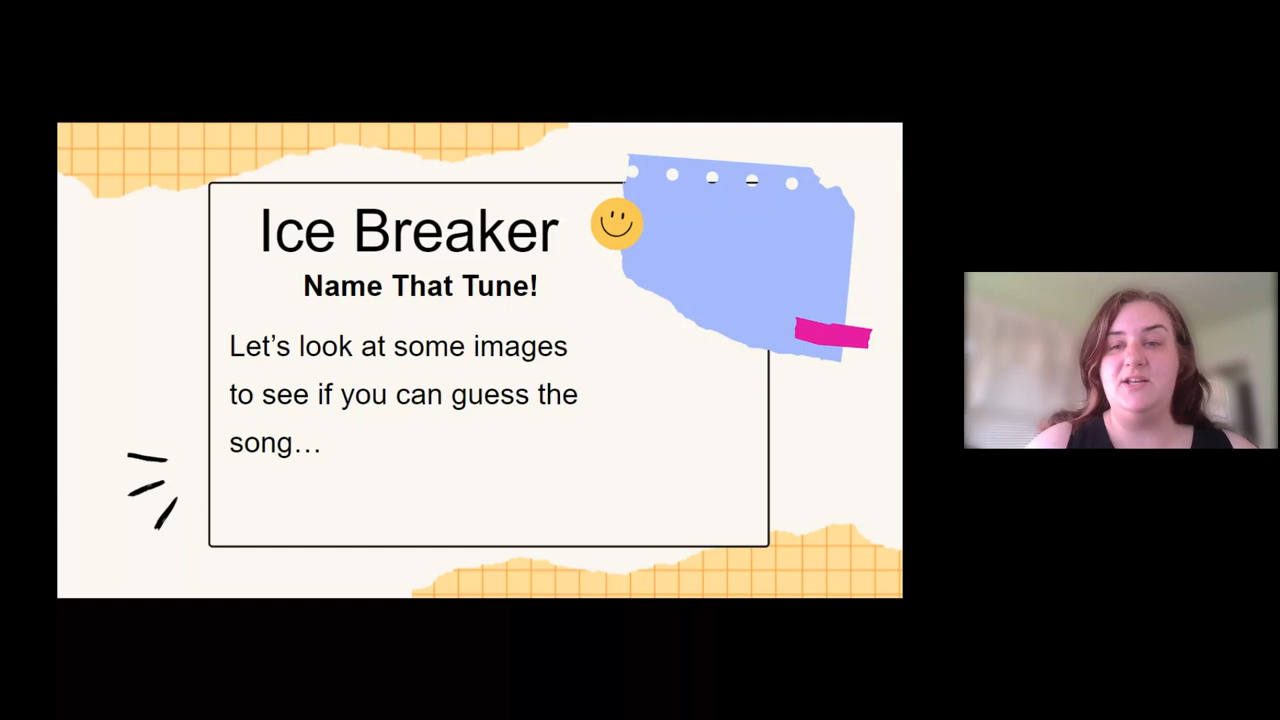 Ice Breaker
Name That Tune!
Let’s look at some images
to see if you can guess the
song…